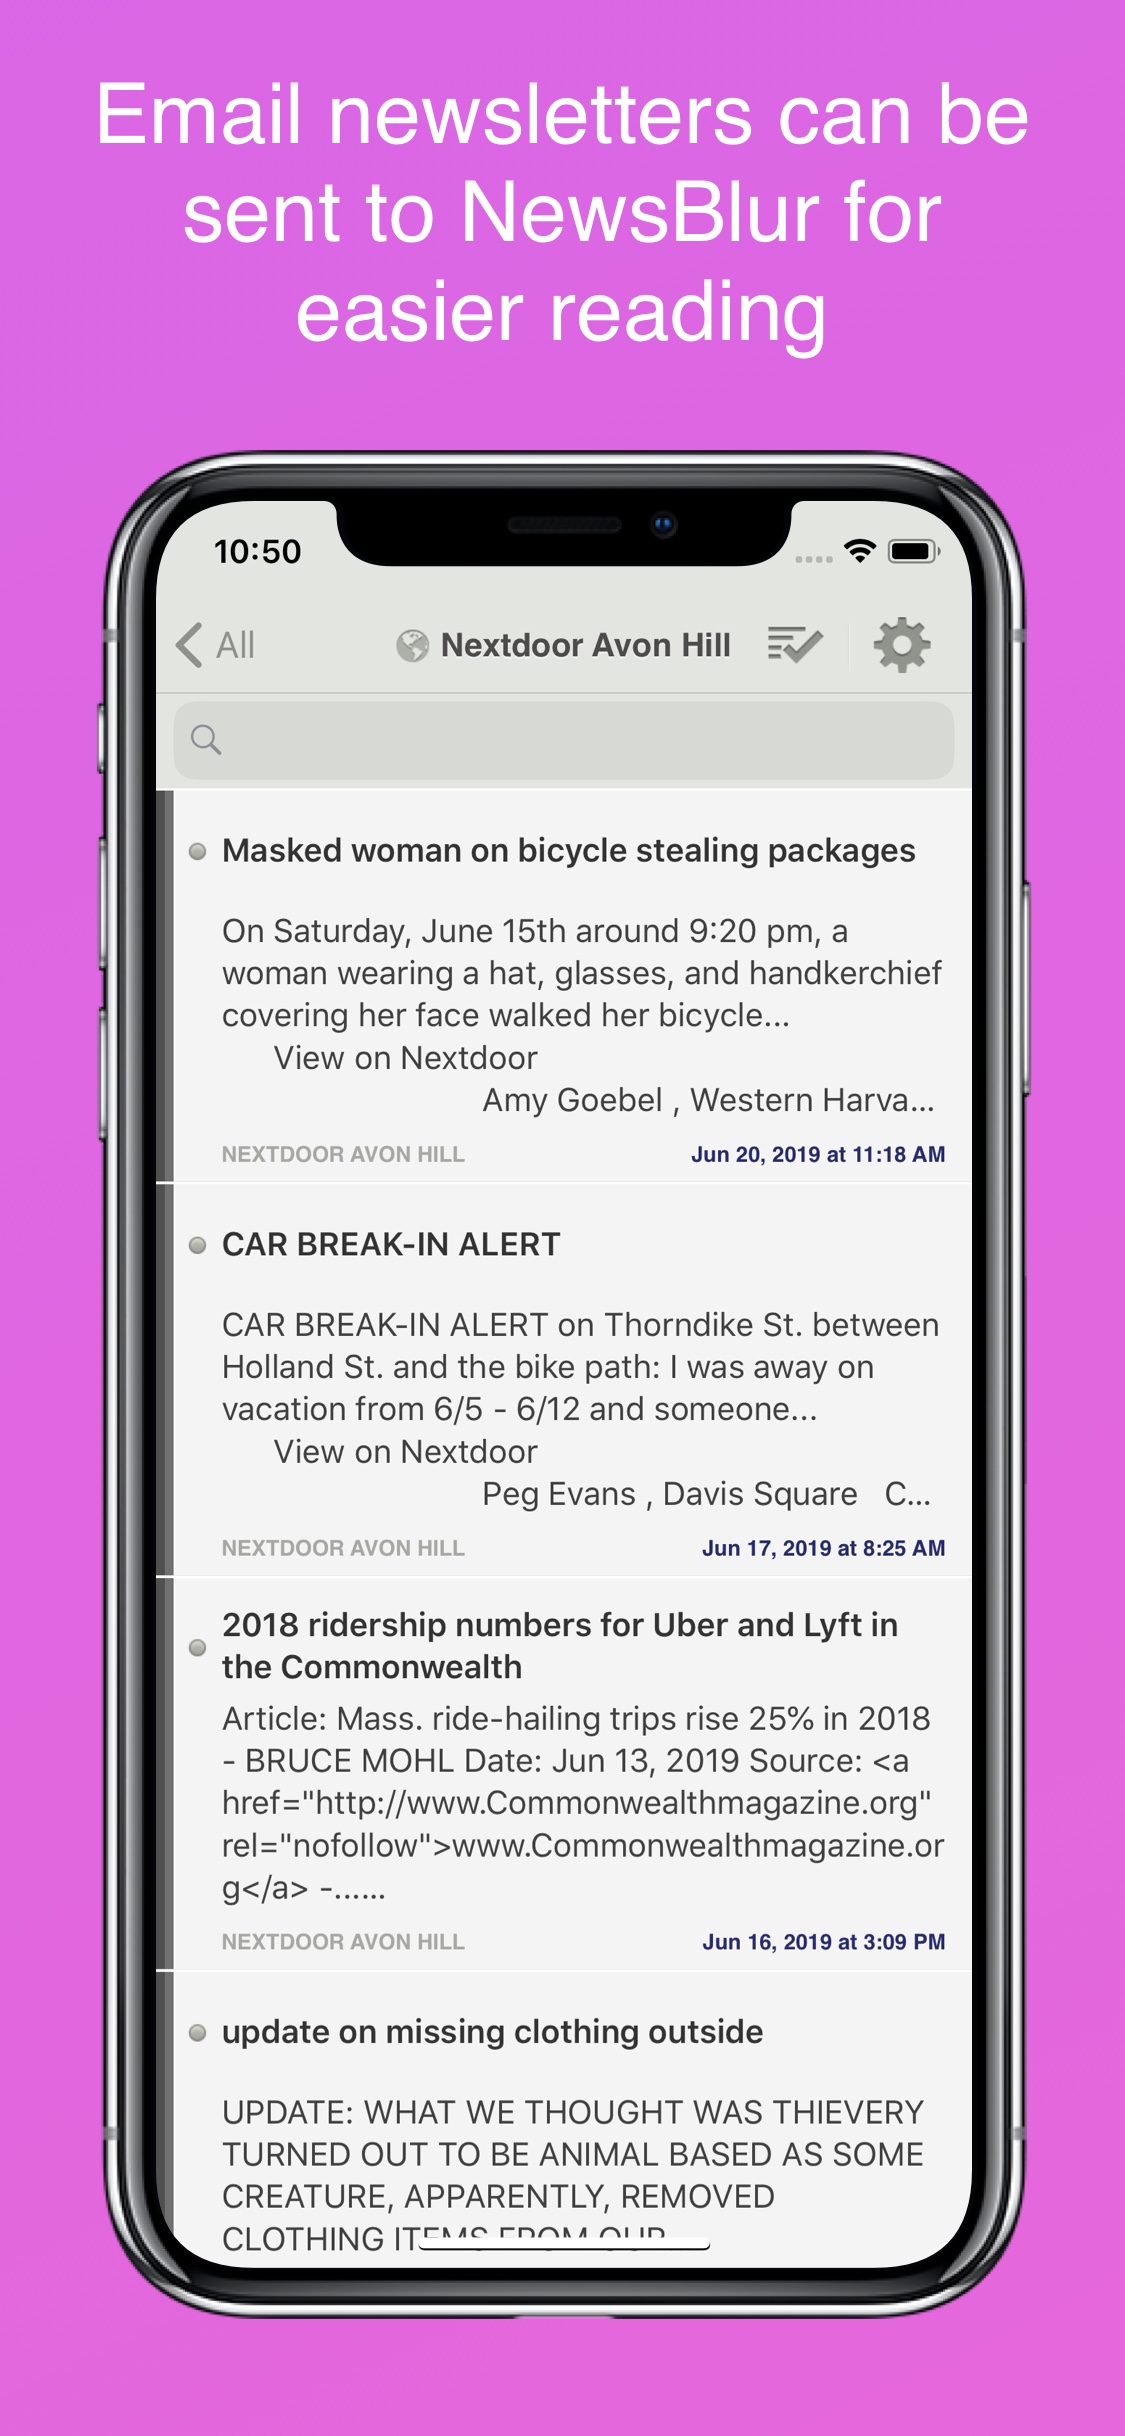 Email newsletters can be
sent to NewsBlur for
easier reading
10:50
All
Nextdoor Avon Hill
Masked woman on bicycle stealing packages
On Saturday, June 15th around 9:20 pm, a
woman wearing a hat, glasses, and handkerchief
covering her face walked her bicycle...
View on Nextdoor
Amy Goebel , Western Harva...
NEXTDOOR AVON HILL Jun 20, 2019 at 11:18 AM
CAR BREAK-IN ALERT
CAR BREAK-IN ALERT on Thorndike St. between
Holland St. and the bike path: I was away on
vacation from 6/5 - 6/12 and someone...
View on Nextdoor
Peg Evans , Davis Square C...
NEXTDOOR AVON HILL Jun 17, 2019 at 8:25 AM
2018 ridership numbers for Uber and Lyft in
the Commonwealth
Article: Mass. ride-hailing trips rise 25% in 2018
- BRUCE MOHL Date: Jun 13, 2019 Source: <a
href="http://www.Commonwealthmagazine.org"
rel="nofollow">www.Commonwealthmagazine.or
g</a> -......
NEXTDOOR AVON HILL Jun 16, 2019 at 3:09 PM
update on missing clothing outside
UPDATE: WHAT WE THOUGHT WAS THIEVERY
TURNED OUT TO BE ANIMAL BASED AS SOME
CREATURE, APPARENTLY, REMOVED
CLOTHING ITEMS FROM OUR